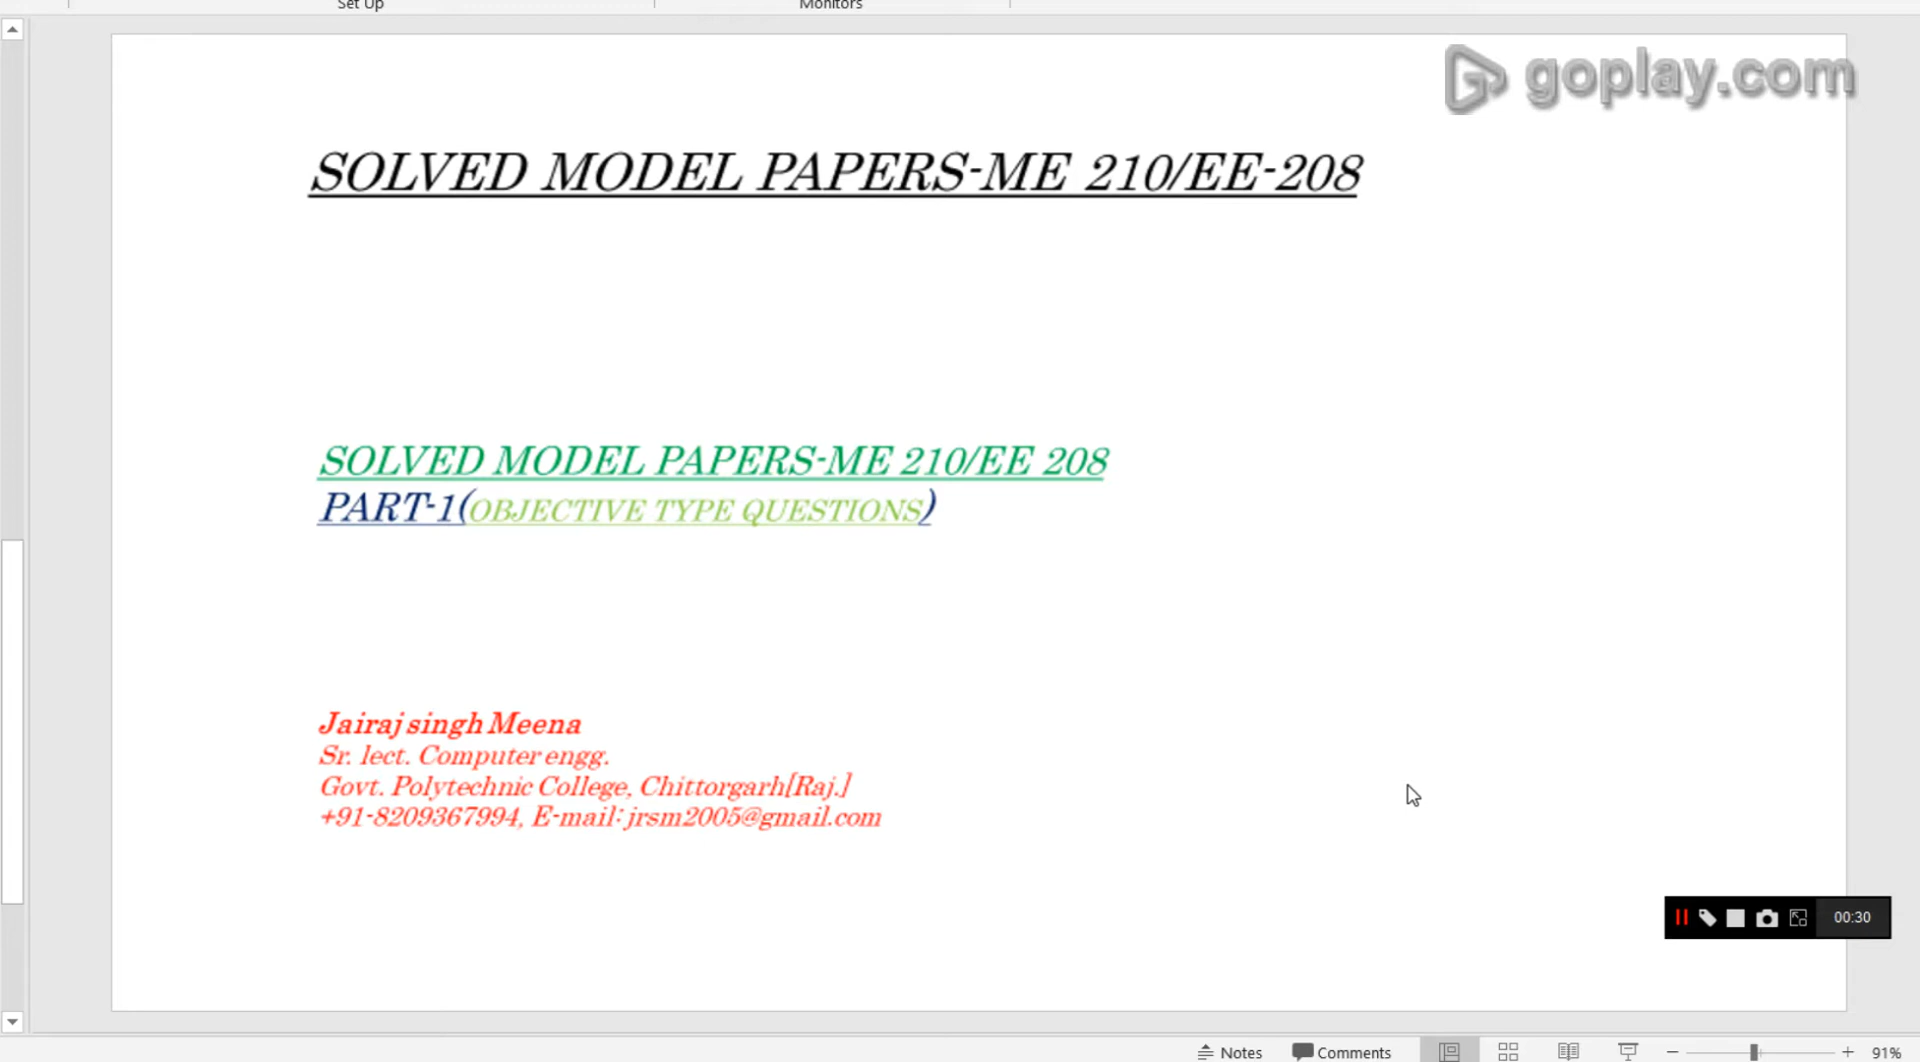 Set Up Monitors
goplay.com
SOLVED MODEL PAPERS-ME 210/EE-208
SOLVED MODEL PAPERS-ME 210/EE 208
PART-1(OBJECTIVE TYPE QUESTIONS)
Jairaj singh Meena
Sr. lect. Computer engg.
Govt. Polytechnic College, Chittorgarh[Raj.]
+91-8209367994, E-mail: jrsm2005@gmail.com
00:30
Notes Comments 91%